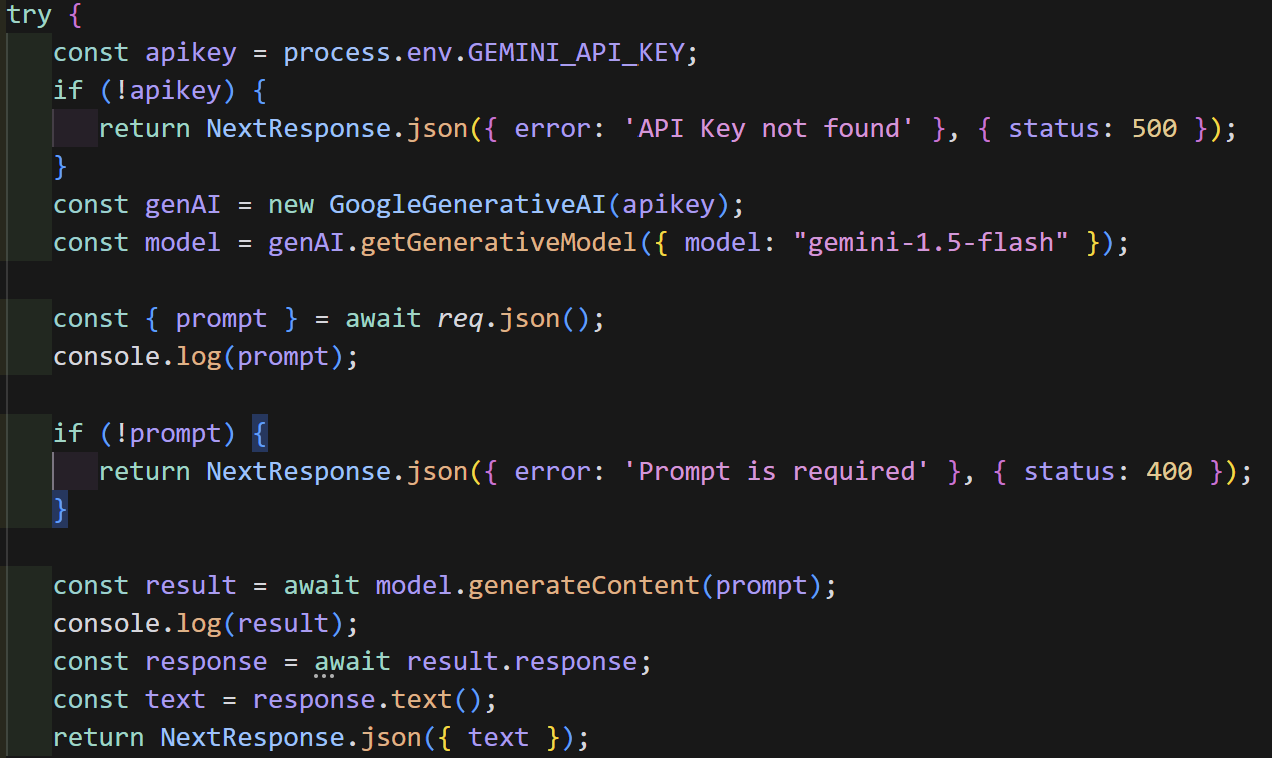 try {
const apikey = process.env.GEMINI_API_KEY;
if (!apikey) {
return NextResponse.json({ error: 'API Key not found' }, { status: 500 });
}
const genAI = new GoogleGenerativeAI(apikey);
const model = genAI.getGenerativeModel({ model: "gemini-1.5-flash" });
const { prompt } = await req.json();
console.log(prompt);
if (!prompt) {
return NextResponse.json({ error: 'Prompt is required' }, { status: 400 });
}
const result = await model.generateContent(prompt);
console.log(result);
const response = await result.response;
const text = response.text();
return NextResponse.json({ text });